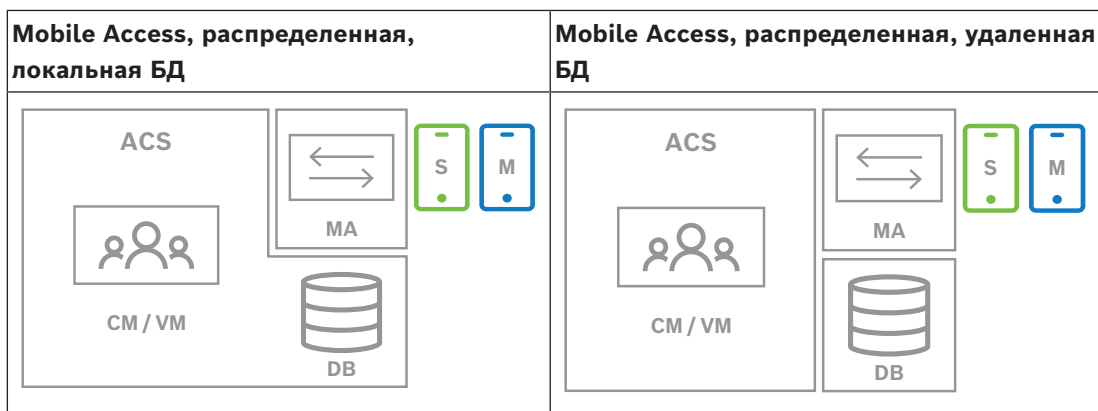 Mobile Access, распределенная,
локальная БД
Mobile Access, распределенная, удаленная
БД
ACS
S
M
MA
CM / VM
DB
ACS
S
M
MA
CM / VM
DB